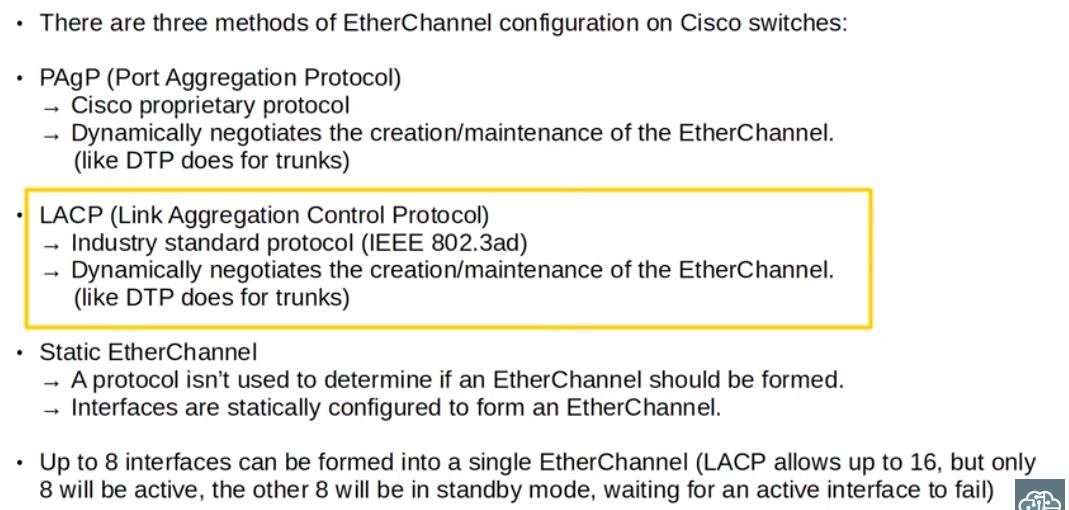 • There are three methods of EtherChannel configuration on Cisco switches:
• PAgP (Port Aggregation Protocol)
→ Cisco proprietary protocol
→ Dynamically negotiates the creation/maintenance of the EtherChannel.
(like DTP does for trunks)
• LACP (Link Aggregation Control Protocol)
→ Industry standard protocol (IEEE 802.3ad)
→ Dynamically negotiates the creation/maintenance of the EtherChannel.
(like DTP does for trunks)
• Static EtherChannel
→ A protocol isn’t used to determine if an EtherChannel should be formed.
→ Interfaces are statically configured to form an EtherChannel.
• Up to 8 interfaces can be formed into a single EtherChannel (LACP allows up to 16, but only
8 will be active, the other 8 will be in standby mode, waiting for an active interface to fail)